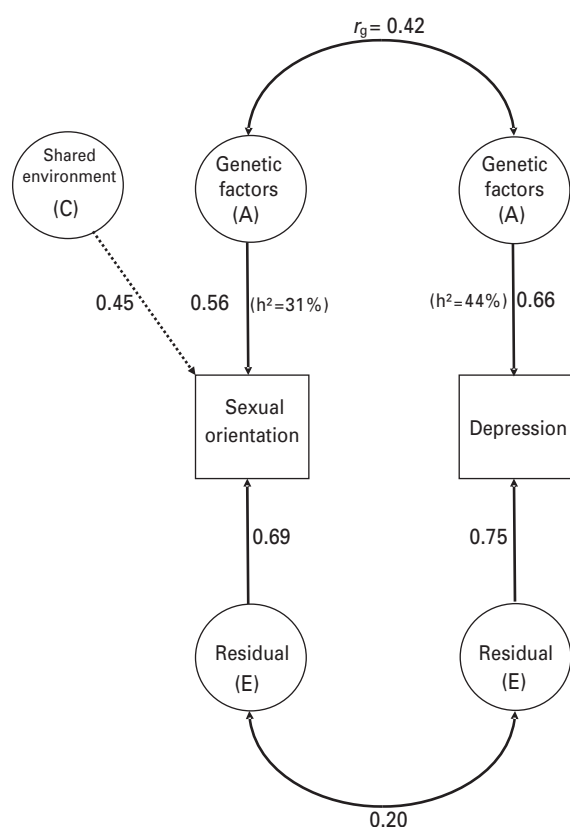 rg = 0.42
Shared
environment
(C)
Genetic
factors
(A)
Genetic
factors
(A)
0.45
0.56
(h²=31%)
(h²=44%)
0.66
Sexual
orientation
Depression
0.69
0.75
Residual
(E)
Residual
(E)
0.20